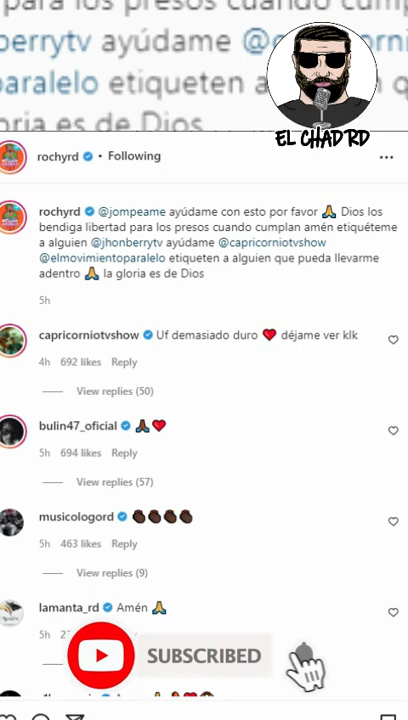 para los presos cuando
berrytv ayúdame
paralelo etiqueten a
oria es de Dios
EL CHAD RD
rochyrd • Following
rochyrd @jompeame ayúdame con esto por favor 🙏 Dios los
bendiga libertad para los presos cuando cumplan amén etiquéteme
a alguien @jhonberrytv ayúdame @capricorniotvshow
@elmovimientoparalelo etiqueten a alguien que pueda llevarme
adentro 🙏 la gloria es de Dios
5h
capricorniotvshow Uf demasiado duro ❤️ déjame ver klk
4h 692 likes Reply
View replies (50)
bulin47_oficial 🙏🏾❤️
5h 694 likes Reply
View replies (57)
musicologord
5h 463 likes Reply
View replies (9)
lamanta_rd Amén 🙏
5h
SUBSCRIBED